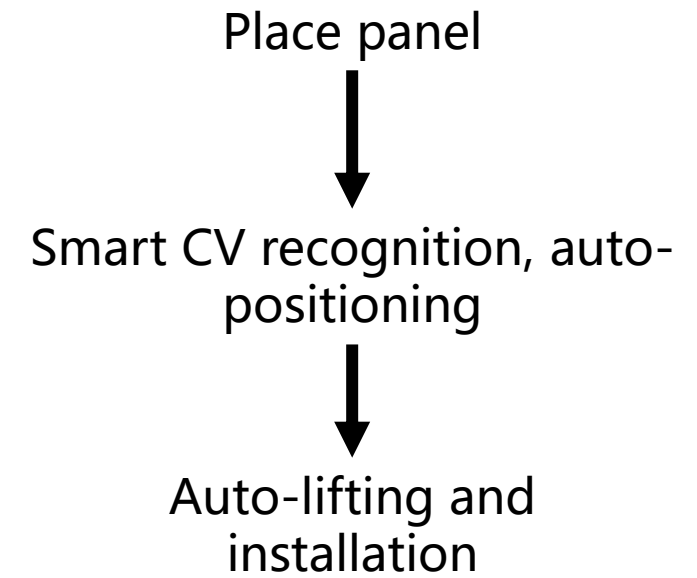 Place panel
Smart CV recognition, auto-
positioning
Auto-lifting and
installation